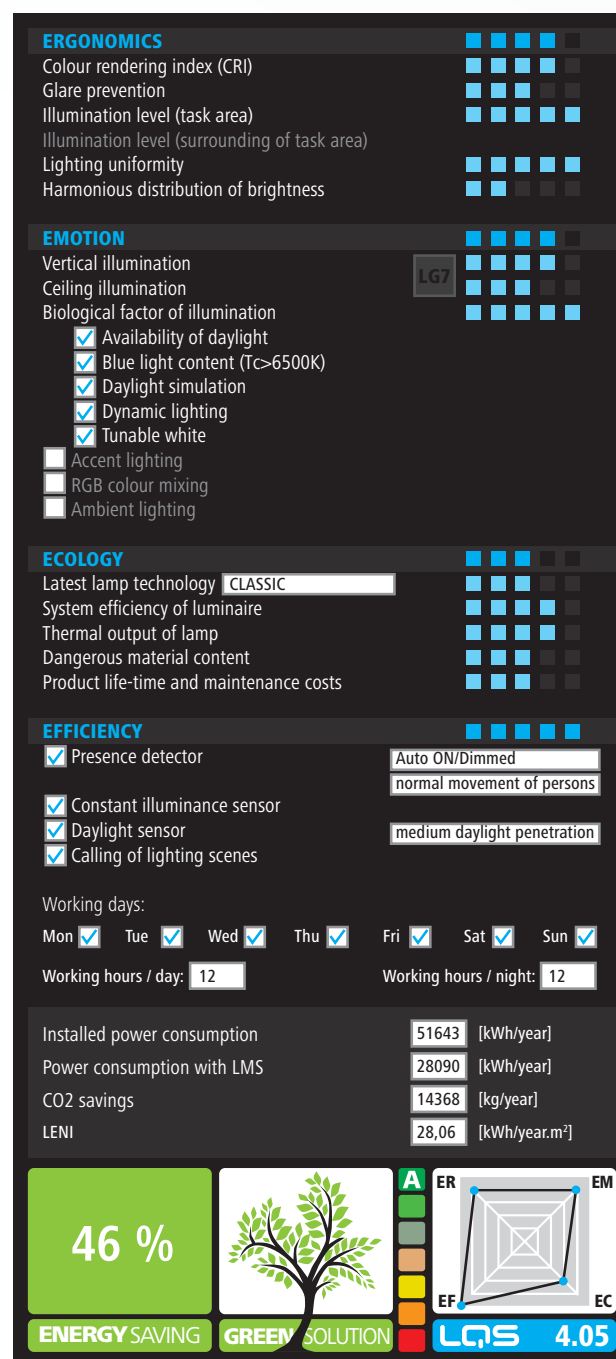 ERGONOMICS
Colour rendering index (CRI)
Glare prevention
Illumination level (task area)
Illumination level (surrounding of task area)
Lighting uniformity
Harmonious distribution of brightness
EMOTION
Vertical illumination
LG7
Ceiling illumination
Biological factor of illumination
Availability of daylight
Blue light content (Tc>6500K)
Daylight simulation
Dynamic lighting
Tunable white
Accent lighting
RGB colour mixing
Ambient lighting
ECOLOGY
Latest lamp technology CLASSIC
System efficiency of luminaire
Thermal output of lamp
Dangerous material content
Product life-time and maintenance costs
EFFICIENCY
Presence detector Auto ON/Dimmed
normal movement of persons
Constant illuminance sensor
Daylight sensor medium daylight penetration
Calling of lighting scenes
Working days:
Mon Tue Wed Thu Fri Sat Sun
Working hours / day: 12 Working hours / night: 12
Installed power consumption 51643 [kWh/year]
Power consumption with LMS 28090 [kWh/year]
CO2 savings 14368 [kg/year]
LENI 28,06 [kWh/year.m²]
A ER EM
46 %
EF EC
ENERGY SAVING GREEN SOLUTION LQS 4.05